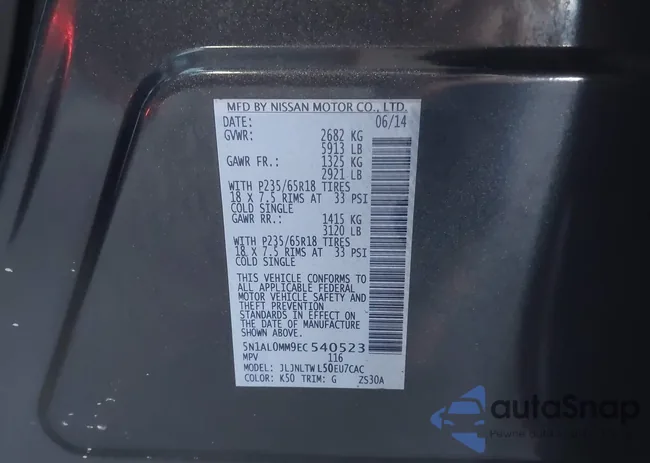 MFD BY NISSAN MOTOR CO., LTD.
DATE: 06/14
GVWR: 2682 KG
5913 LB
GAWR FR.: 1325 KG
2921 LB
WITH P235/65R18 TIRES
18 X 7.5 RIMS AT 33 PSI
COLD SINGLE
GAWR RR.: 1415 KG
3120 LB
WITH P235/65R18 TIRES
18 X 7.5 RIMS AT 33 PSI
COLD SINGLE
THIS VEHICLE CONFORMS TO
ALL APPLICABLE FEDERAL
MOTOR VEHICLE SAFETY AND
THEFT PREVENTION
STANDARDS IN EFFECT ON
THE DATE OF MANUFACTURE
SHOWN ABOVE.
5N1AL0MM9EC540523
MPV 116
MODEL: JLJNLTWL50EU7CAC
COLOR: K50 TRIM: G ZS30A
autoSnap